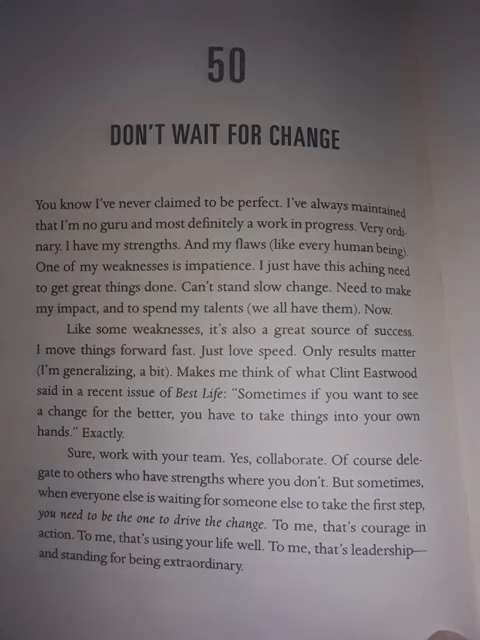 50
DON'T WAIT FOR CHANGE
You know I've never claimed to be perfect. I've always maintained
that I'm no guru and most definitely a work in progress. Very ordi-
nary. I have my strengths. And my flaws (like every human being).
One of my weaknesses is impatience. I just have this aching need
to get great things done. Can't stand slow change. Need to make
my impact, and to spend my talents (we all have them). Now.
Like some weaknesses, it's also a great source of success.
I move things forward fast. Just love speed. Only results matter
(I'm generalizing, a bit). Makes me think of what Clint Eastwood
said in a recent issue of Best Life: "Sometimes if you want to see
a change for the better, you have to take things into your own
hands." Exactly.
Sure, work with your team. Yes, collaborate. Of course dele-
gate to others who have strengths where you don't. But sometimes,
when everyone else is waiting for someone else to take the first step,
you need to be the one to drive the change. To me, that's courage in
action. To me, that's using your life well. To me, that's leadership—
and standing for being extraordinary.